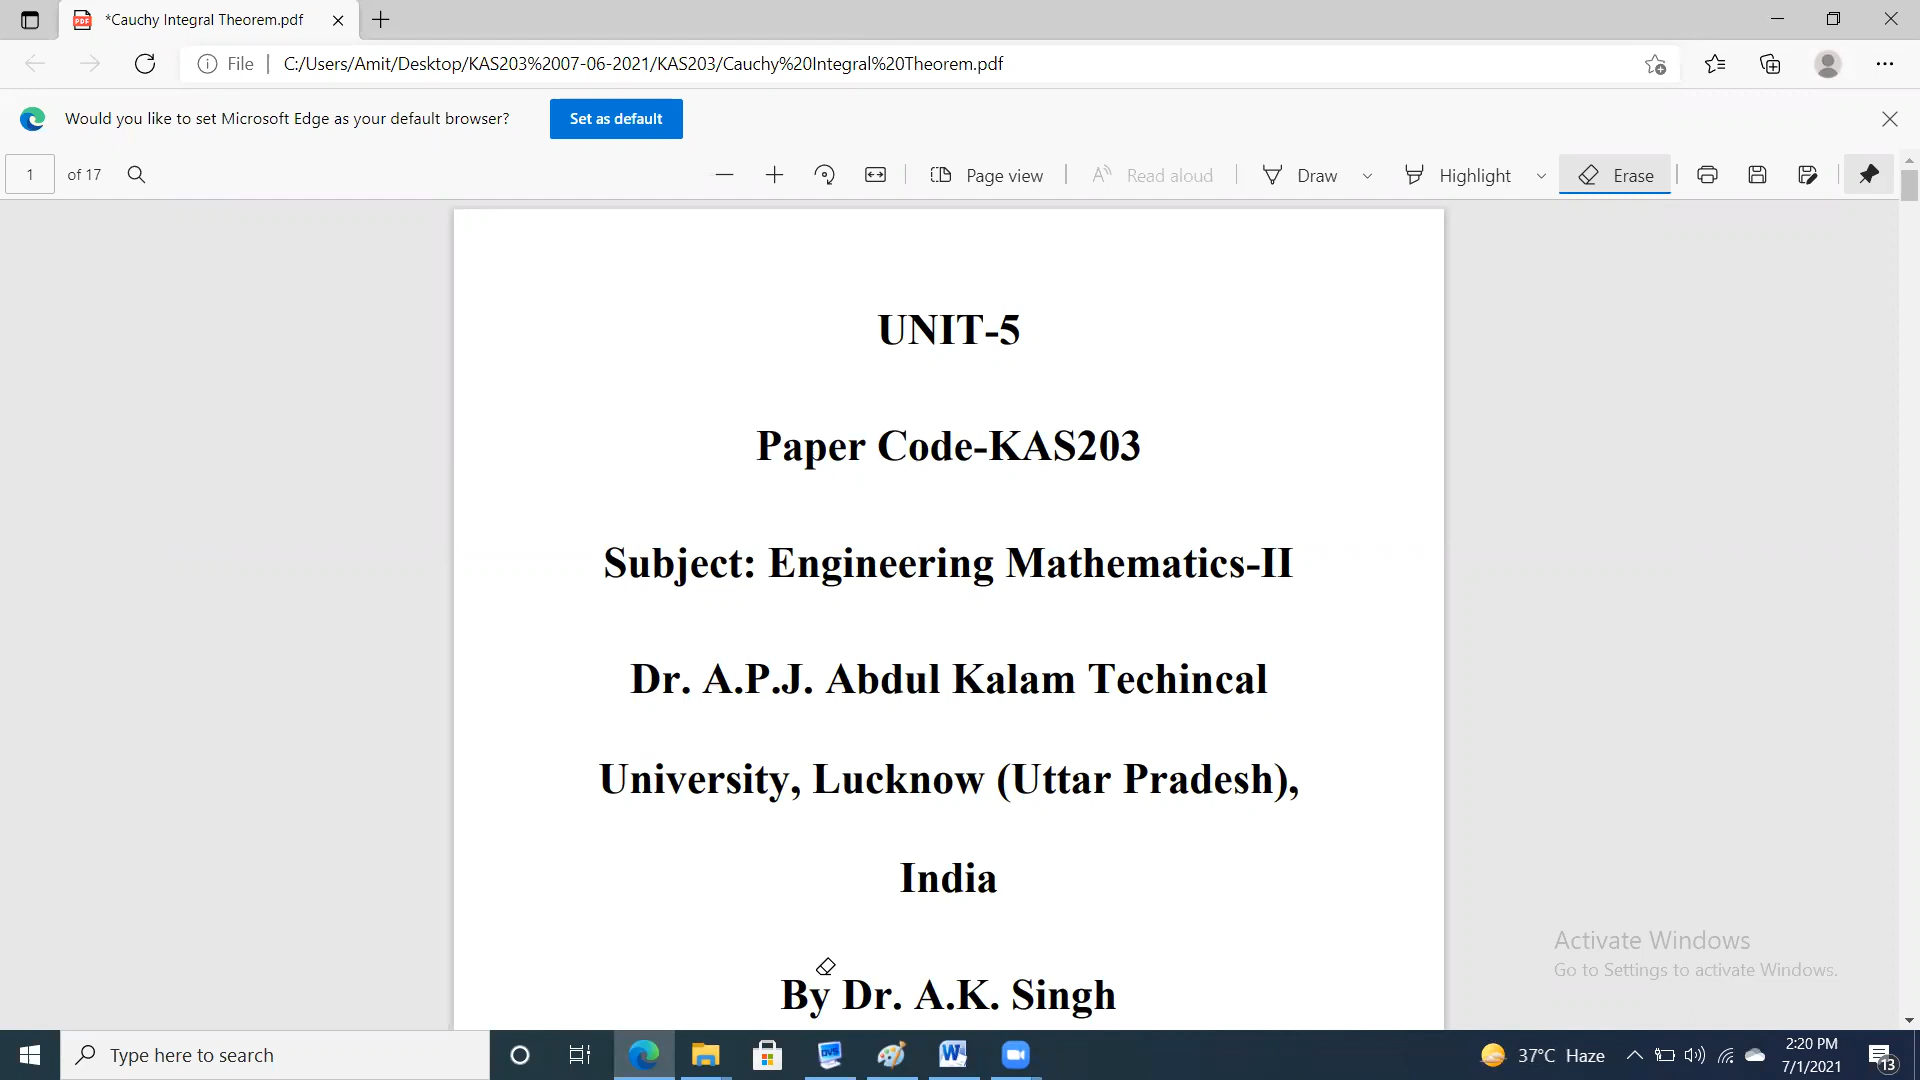 *Cauchy Integral Theorem.pdf
File
C:/Users/Amit/Desktop/KAS203%2007-06-2021/KAS203/Cauchy%20Integral%20Theorem.pdf
Would you like to set Microsoft Edge as your default browser?
Set as default
1 of 17
Page view
Read aloud
Draw
Highlight
Erase
UNIT-5
Paper Code-KAS203
Subject: Engineering Mathematics-II
Dr. A.P.J. Abdul Kalam Techincal
University, Lucknow (Uttar Pradesh),
India
By Dr. A.K. Singh
Activate Windows
Go to Settings to activate Windows.
Type here to search
37°C Haze
2:20 PM
7/1/2021
13